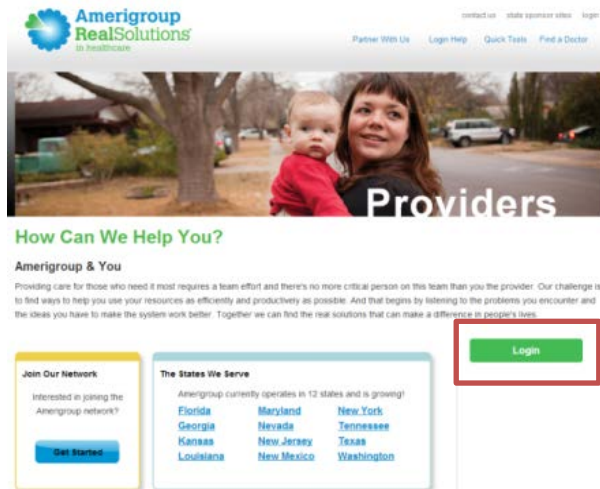 Amerigroup
RealSolutions
in healthcare
contact us state sponsor sites login
Partner With Us Login Help Quick Tools Find a Doctor
Providers
How Can We Help You?
Amerigroup & You
Providing care for those who need it most requires a team effort and there's no more critical person on this team than you the provider. Our challenge is
to find ways to help you use your resources as efficiently and productively as possible. And that begins by listening to the problems you encounter and
the ideas you have to make the system work better. Together we can find the real solutions that can make a difference in people's lives.
Login
Join Our Network
Interested in joining the
Amerigroup network?
Get Started
The States We Serve
Amerigroup currently operates in 12 states and is growing!
Florida Maryland New York
Georgia Nevada Tennessee
Kansas New Jersey Texas
Louisiana New Mexico Washington